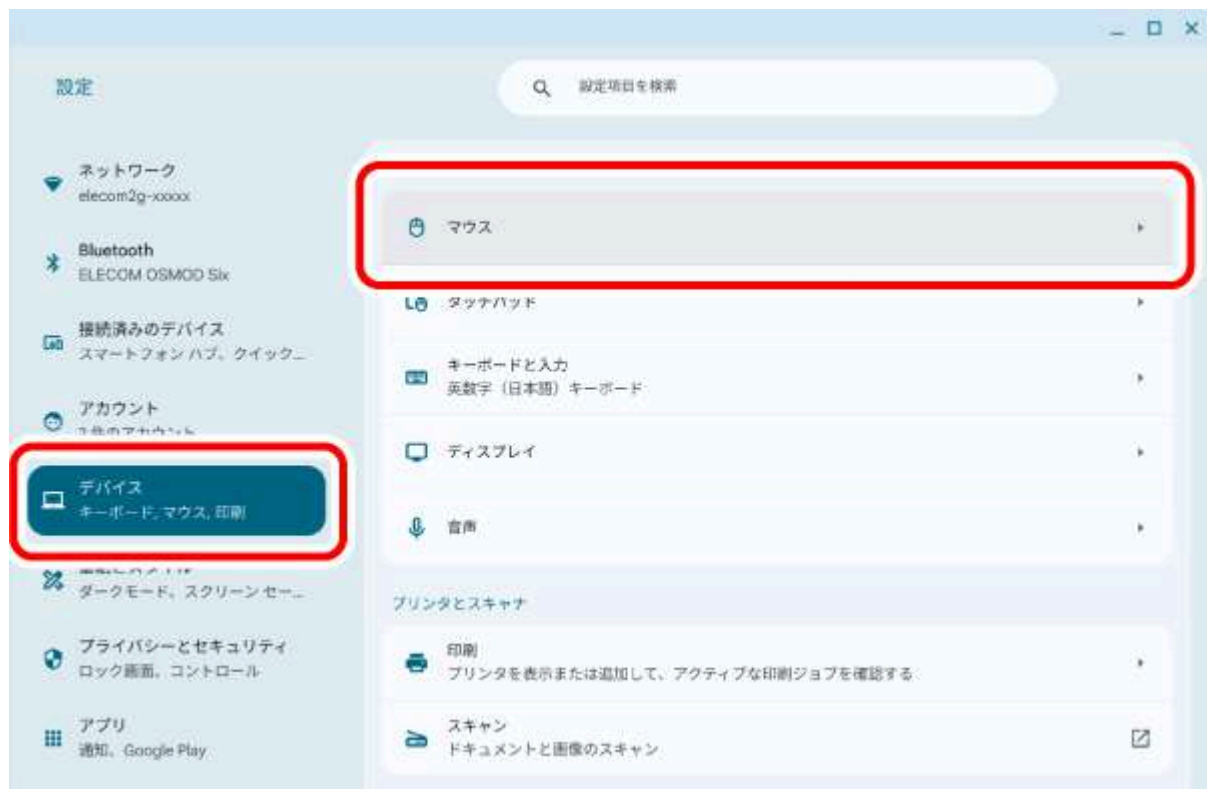 設定
設定項目を検索
ネットワーク
elecom2g-xxxxx
Bluetooth
ELECOM OSMOD Six
接続済みのデバイス
スマートフォン ハブ、クイック...
アカウント
2 件のアカウント
デバイス
キーボード, マウス, 印刷
ダークモード、スクリーン セー...
プライバシーとセキュリティ
ロック画面、コントロール
アプリ
通知、Google Play
マウス
タッチパッド
キーボードと入力
英数字（日本語）キーボード
ディスプレイ
音声
プリンタとスキャナ
印刷
プリンタを表示または追加して、アクティブな印刷ジョブを確認する
スキャン
ドキュメントと画像のスキャン